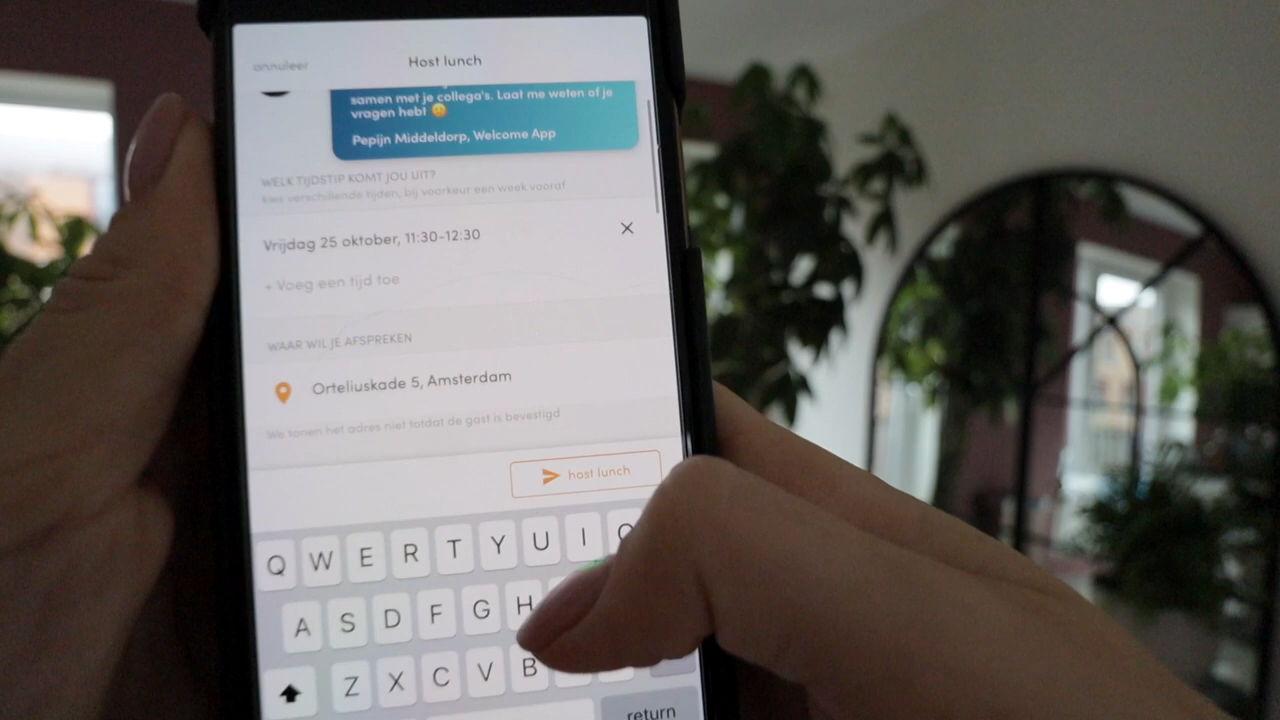 annuleer
Host lunch
samen met je collega's. Laat me weten of je
vragen hebt 🙂
Pepijn Middeldorp, Welcome App
WELK TIJDSTIP KOMT JOU UIT?
kies verschillende tijden, bij voorkeur een week vooraf
Vrijdag 25 oktober, 11:30-12:30
+ Voeg een tijd toe
WAAR WIL JE AFSPREKEN
Orteliuskade 5, Amsterdam
We tonen het adres niet totdat de gast is bevestigd
host lunch
Q W E R T Y U I
A S D F G H
Z X C V B
return